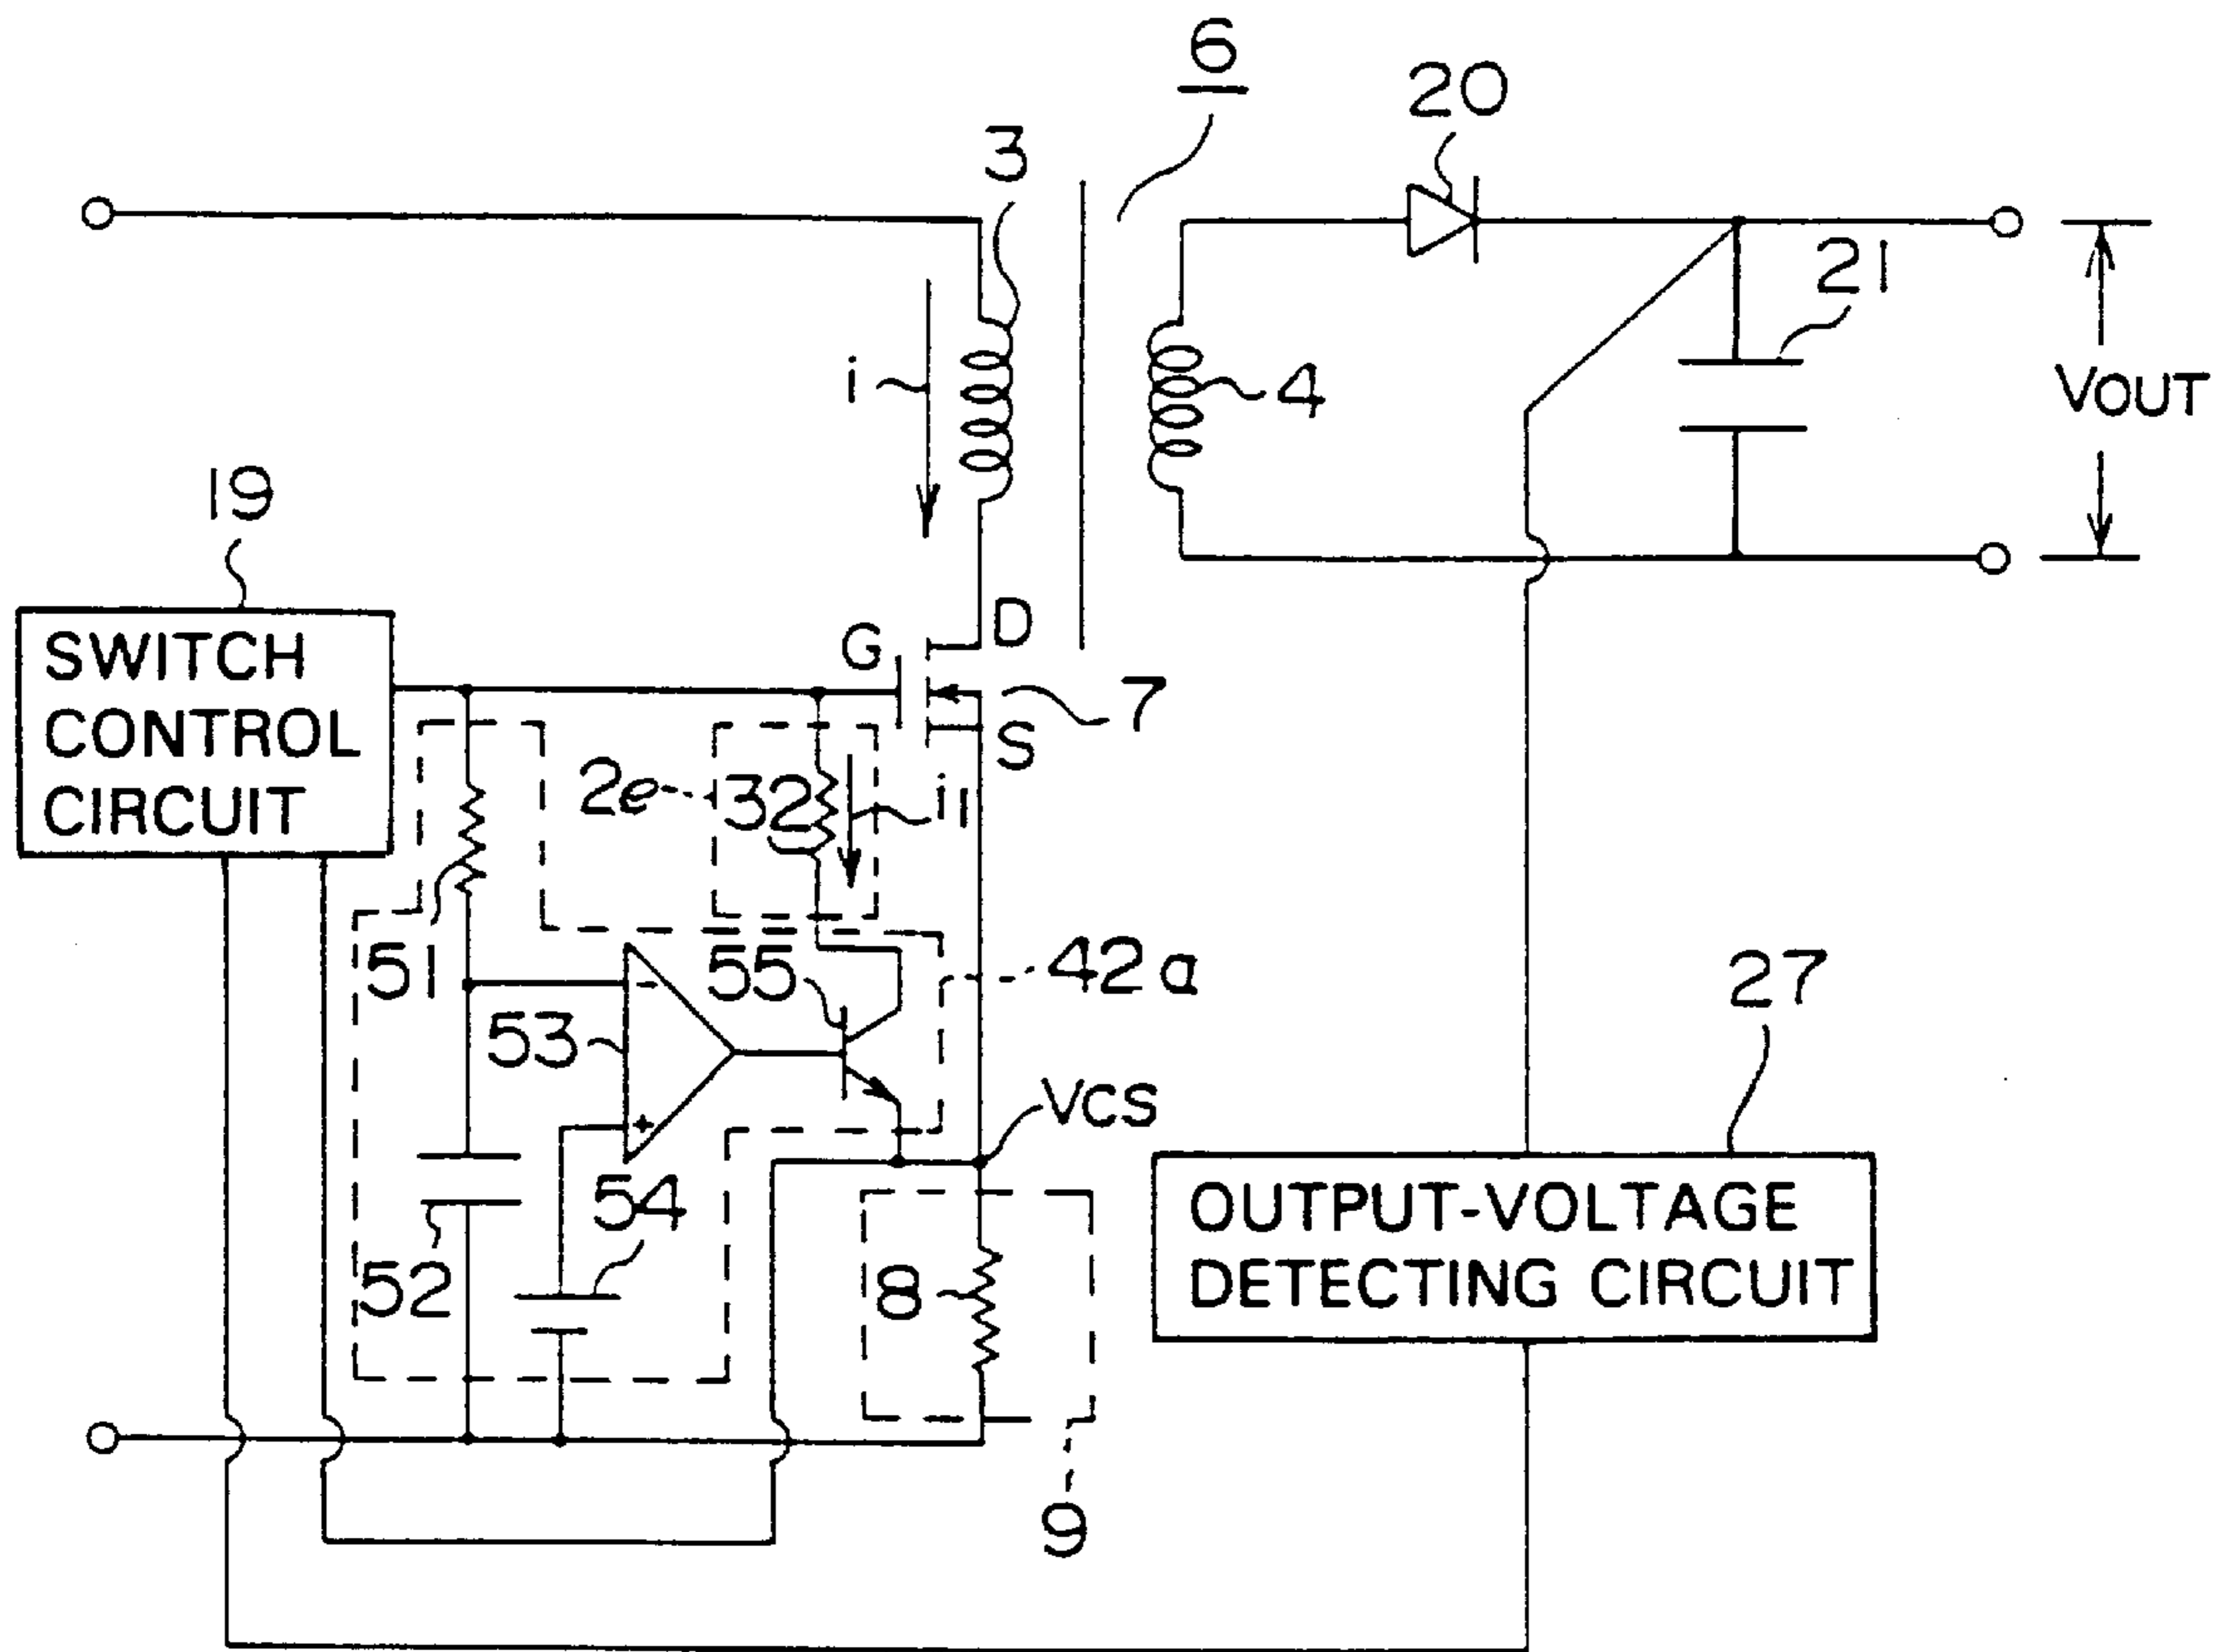 6
20
3
21
i
4
VOUT
19
SWITCH
CONTROL
CIRCUIT
G
D
7
S
2e
32
i1
51
55
42a
27
-
53
VCS
+
54
OUTPUT-VOLTAGE
DETECTING CIRCUIT
52
8
9